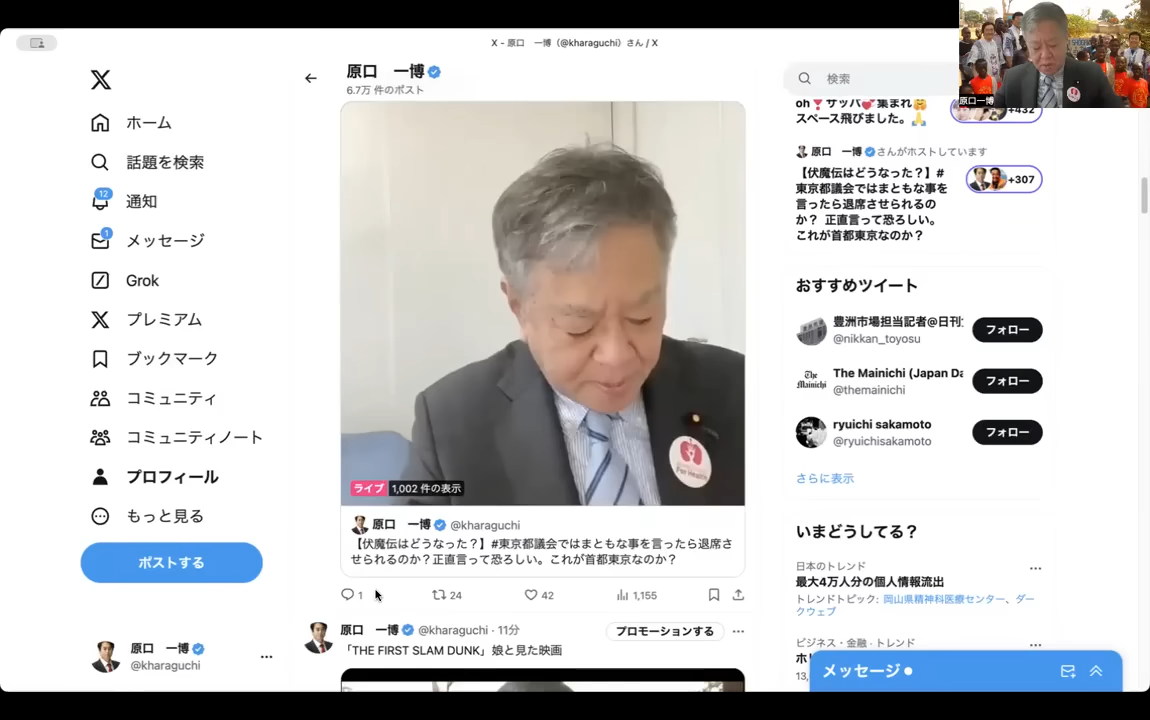 X - 原口 一博（@kharaguchi）さん / X
ホーム
話題を検索
12
通知
1
メッセージ
Grok
プレミアム
ブックマーク
コミュニティ
コミュニティノート
プロフィール
もっと見る
ポストする
原口 一博
@kharaguchi
原口 一博
6.7万 件のポスト
For Health
ライブ 1,002 件の表示
原口 一博 @kharaguchi
【伏魔伝はどうなった？】#東京都議会ではまともな事を言ったら退席さ
せられるのか？正直言って恐ろしい。これが首都東京なのか？
1 24 42 1,155
原口 一博 @kharaguchi · 11分
プロモーションする
「THE FIRST SLAM DUNK」娘と見た映画
検索
oh❣サッパ💕集まれ🤗
スペース飛びました。🙏
+432
原口 一博 さんがホストしています
【伏魔伝はどうなった？】#
東京都議会ではまともな事を
言ったら退席させられるの
か？ 正直言って恐ろしい。
これが首都東京なのか？
+307
おすすめツイート
豊洲市場担当記者@日刊
@nikkan_toyosu
フォロー
The Mainichi
The Mainichi (Japan Da
@themainichi
フォロー
ryuichi sakamoto
@ryuichisakamoto
フォロー
さらに表示
いまどうしてる？
日本のトレンド
最大4万人分の個人情報流出
トレンドトピック: 岡山県精神科医療センター、ダー
クウェブ
ビジネス・金融・トレンド
ホ
13,
メッセージ
原口一博